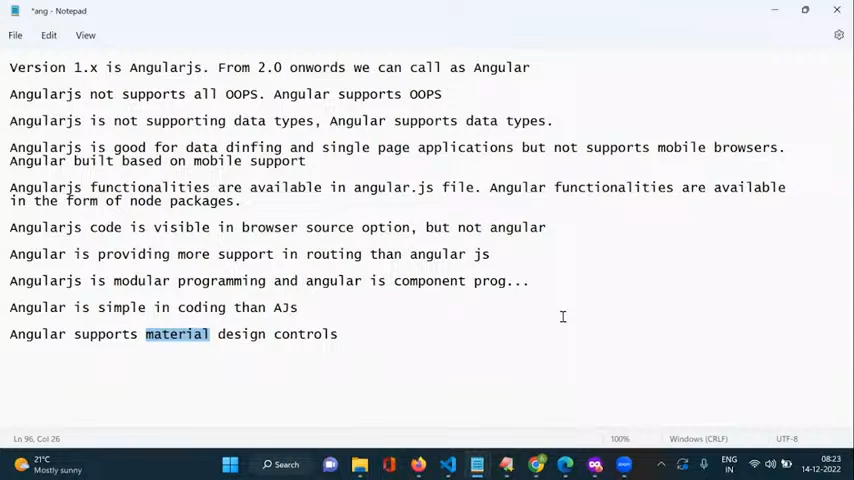 *ang - Notepad
File Edit View
Version 1.x is Angularjs. From 2.0 onwords we can call as Angular
Angularjs not supports all OOPS. Angular supports OOPS
Angularjs is not supporting data types, Angular supports data types.
Angularjs is good for data dinfing and single page applications but not supports mobile browsers.
Angular built based on mobile support
Angularjs functionalities are available in angular.js file. Angular functionalities are available
in the form of node packages.
Angularjs code is visible in browser source option, but not angular
Angular is providing more support in routing than angular js
Angularjs is modular programming and angular is component prog...
Angular is simple in coding than AJs
Angular supports material design controls
Ln 96, Col 26 100% Windows (CRLF) UTF-8
21°C
Mostly sunny
Search
zoom
ENG
IN
08:23
14-12-2022